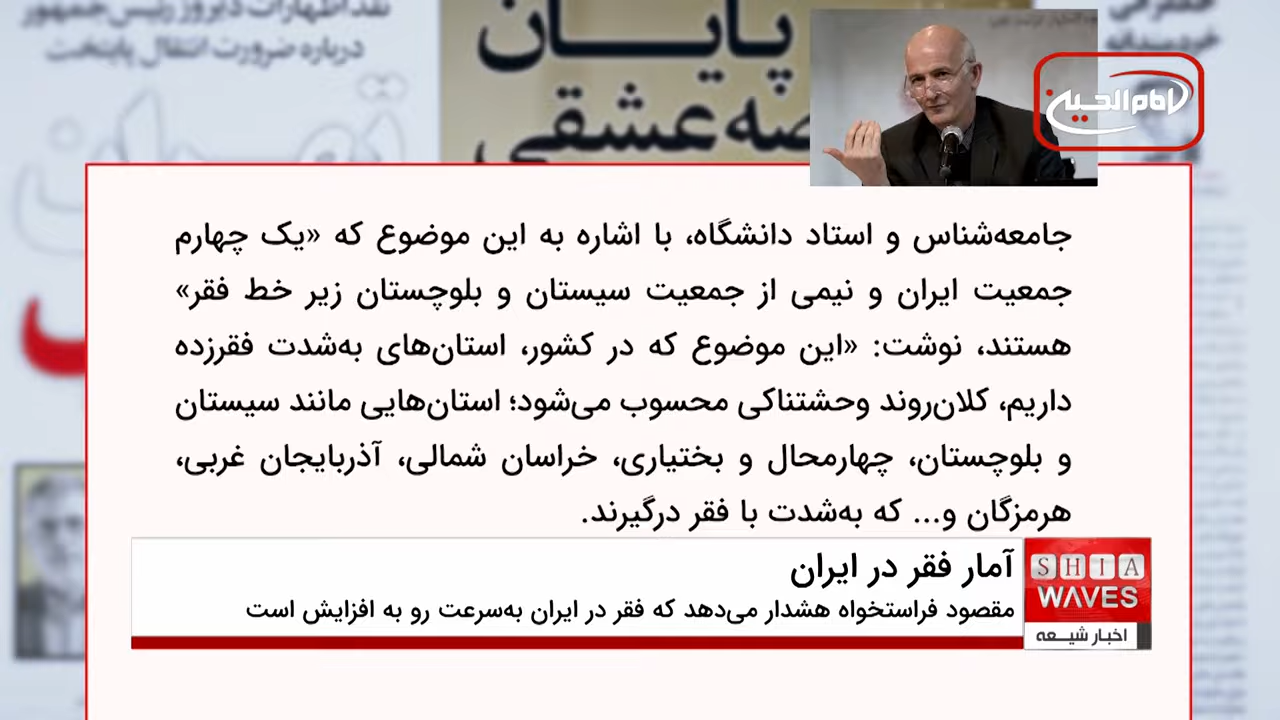 نقد اظهارات دیروز رئیس‌جمهور
درباره ضرورت انتقال پایتخت
پایان
عشقی
امام الحسین
جامعه‌شناس و استاد دانشگاه، با اشاره به این موضوع که «یک چهارم
جمعیت ایران و نیمی از جمعیت سیستان و بلوچستان زیر خط فقر»
هستند، نوشت: «این موضوع که در کشور، استان‌های به‌شدت فقرزده
داریم، کلان‌روند وحشتناکی محسوب می‌شود؛ استان‌هایی مانند سیستان
و بلوچستان، چهارمحال و بختیاری، خراسان شمالی، آذربایجان غربی،
هرمزگان و... که به‌شدت با فقر درگیرند.
آمار فقر در ایران
مقصود فراستخواه هشدار می‌دهد که فقر در ایران به‌سرعت رو به افزایش است
SHIA
WAVES
اخبار شیعه